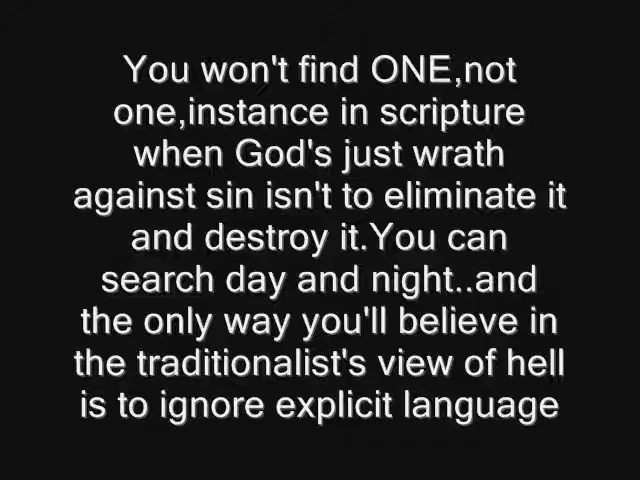 You won't find ONE,not
one,instance in scripture
when God's just wrath
against sin isn't to eliminate it
and destroy it.You can
search day and night..and
the only way you'll believe in
the traditionalist's view of hell
is to ignore explicit language